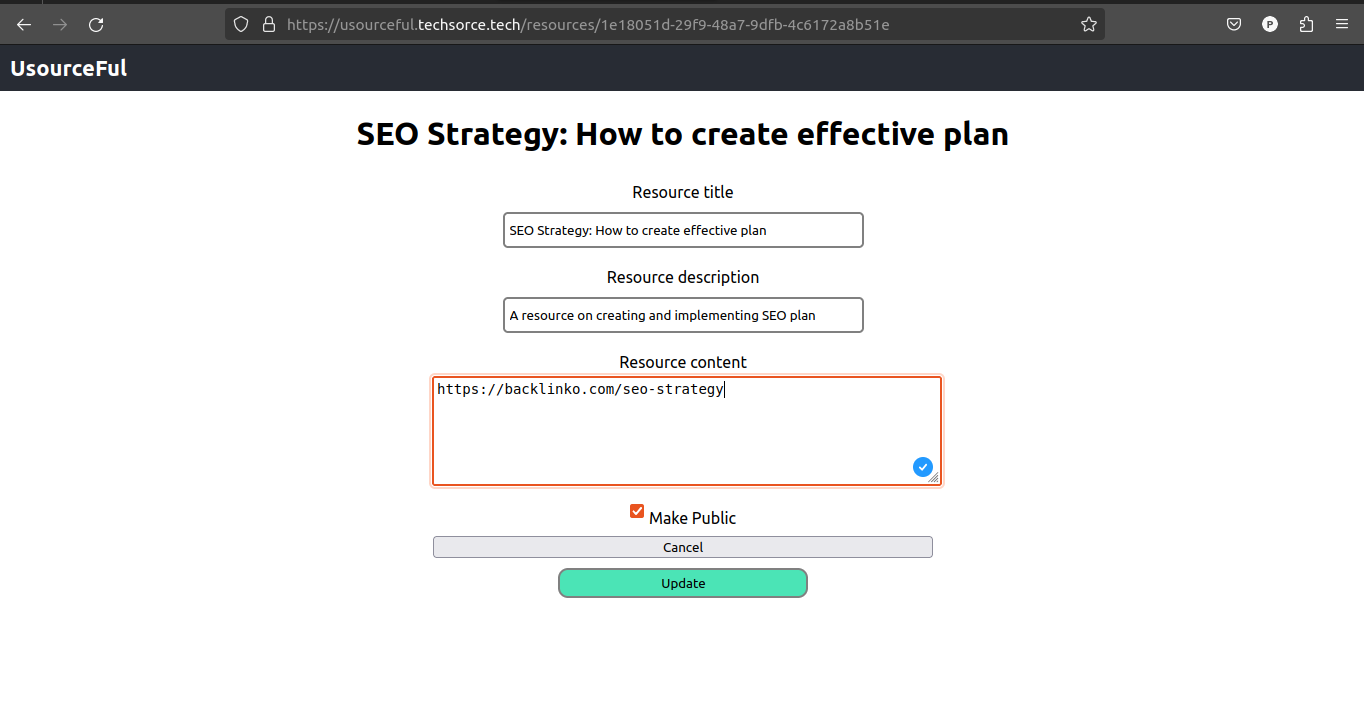 https://usourceful.techsorce.tech/resources/1e18051d-29f9-48a7-9dfb-4c6172a8b51e
P
UsourceFul
SEO Strategy: How to create effective plan
Resource title
SEO Strategy: How to create effective plan
Resource description
A resource on creating and implementing SEO plan
Resource content
https://backlinko.com/seo-strategy
Make Public
Cancel
Update